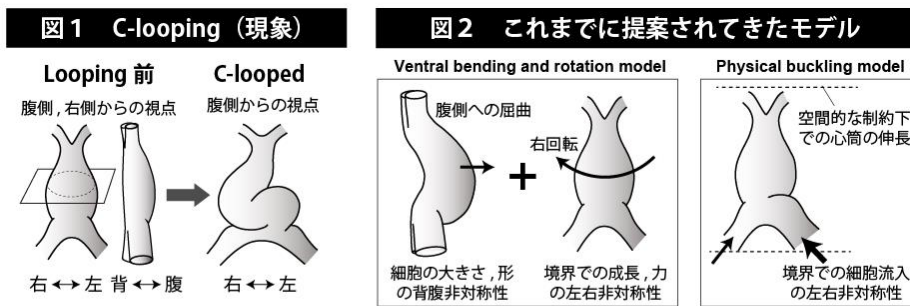 図1 C-looping（現象）
Looping 前
腹側，右側からの視点
右 ↔ 左 背 ↔ 腹
C-looped
腹側からの視点
右 ↔ 左
図2 これまでに提案されてきたモデル
Ventral bending and rotation model
腹側への屈曲
+
右回転
細胞の大きさ，形
の背腹非対称性
境界での成長，力
の左右非対称性
Physical buckling model
空間的な制約下
での心筒の伸長
境界での細胞流入
の左右非対称性